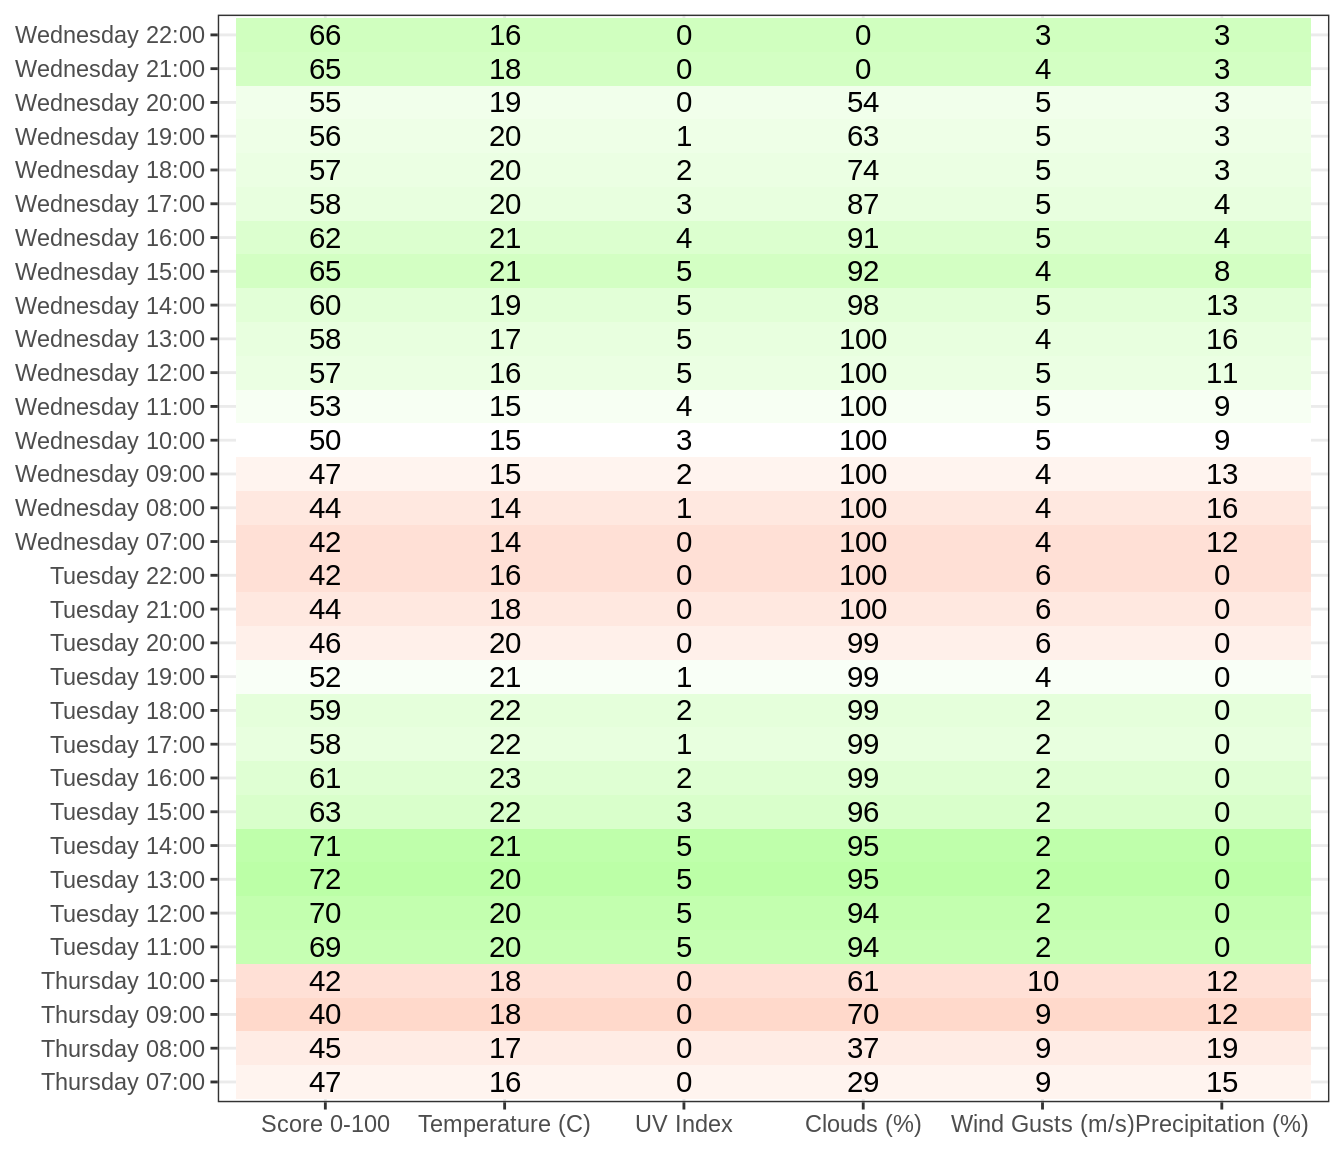 Wednesday 22:00 66 16 0 0 3 3
Wednesday 21:00 65 18 0 0 4 3
Wednesday 20:00 55 19 0 54 5 3
Wednesday 19:00 56 20 1 63 5 3
Wednesday 18:00 57 20 2 74 5 3
Wednesday 17:00 58 20 3 87 5 4
Wednesday 16:00 62 21 4 91 5 4
Wednesday 15:00 65 21 5 92 4 8
Wednesday 14:00 60 19 5 98 5 13
Wednesday 13:00 58 17 5 100 4 16
Wednesday 12:00 57 16 5 100 5 11
Wednesday 11:00 53 15 4 100 5 9
Wednesday 10:00 50 15 3 100 5 9
Wednesday 09:00 47 15 2 100 4 13
Wednesday 08:00 44 14 1 100 4 16
Wednesday 07:00 42 14 0 100 4 12
Tuesday 22:00 42 16 0 100 6 0
Tuesday 21:00 44 18 0 100 6 0
Tuesday 20:00 46 20 0 99 6 0
Tuesday 19:00 52 21 1 99 4 0
Tuesday 18:00 59 22 2 99 2 0
Tuesday 17:00 58 22 1 99 2 0
Tuesday 16:00 61 23 2 99 2 0
Tuesday 15:00 63 22 3 96 2 0
Tuesday 14:00 71 21 5 95 2 0
Tuesday 13:00 72 20 5 95 2 0
Tuesday 12:00 70 20 5 94 2 0
Tuesday 11:00 69 20 5 94 2 0
Thursday 10:00 42 18 0 61 10 12
Thursday 09:00 40 18 0 70 9 12
Thursday 08:00 45 17 0 37 9 19
Thursday 07:00 47 16 0 29 9 15
Score 0-100 Temperature (C) UV Index Clouds (%) Wind Gusts (m/s) Precipitation (%)